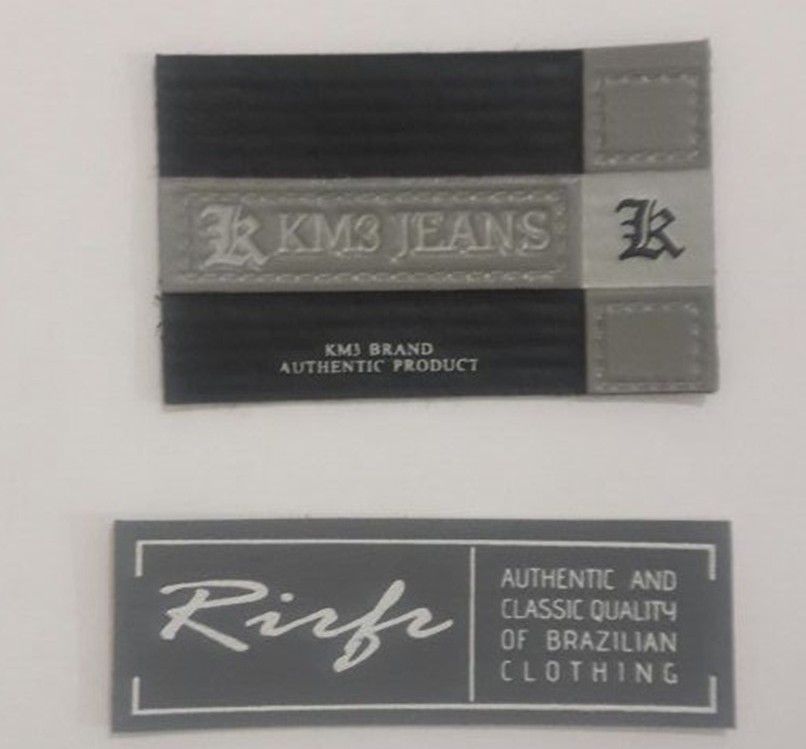 K KM3 JEANS
K
KM3 BRAND
AUTHENTIC PRODUCT
Rirfr
AUTHENTIC AND
CLASSIC QUALITY
OF BRAZILIAN
CLOTHING